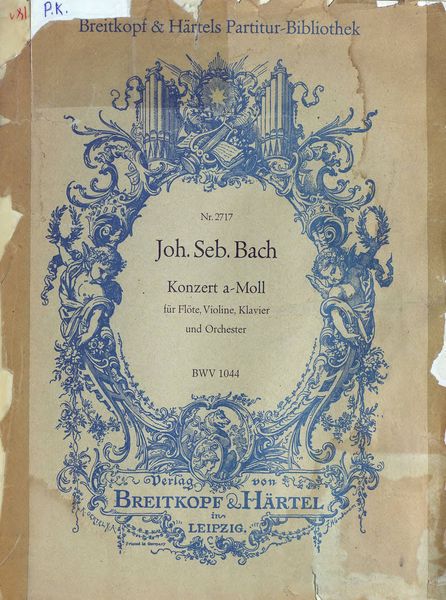 P.K.
Breitkopf & Härtels Partitur-Bibliothek
Nr. 2717
Joh. Seb. Bach
Konzert a-Moll
für Flöte, Violine, Klavier
und Orchester
BWV 1044
Verlag von
BREITKOPF & HÄRTEL
in
LEIPZIG.
Printed in Germany